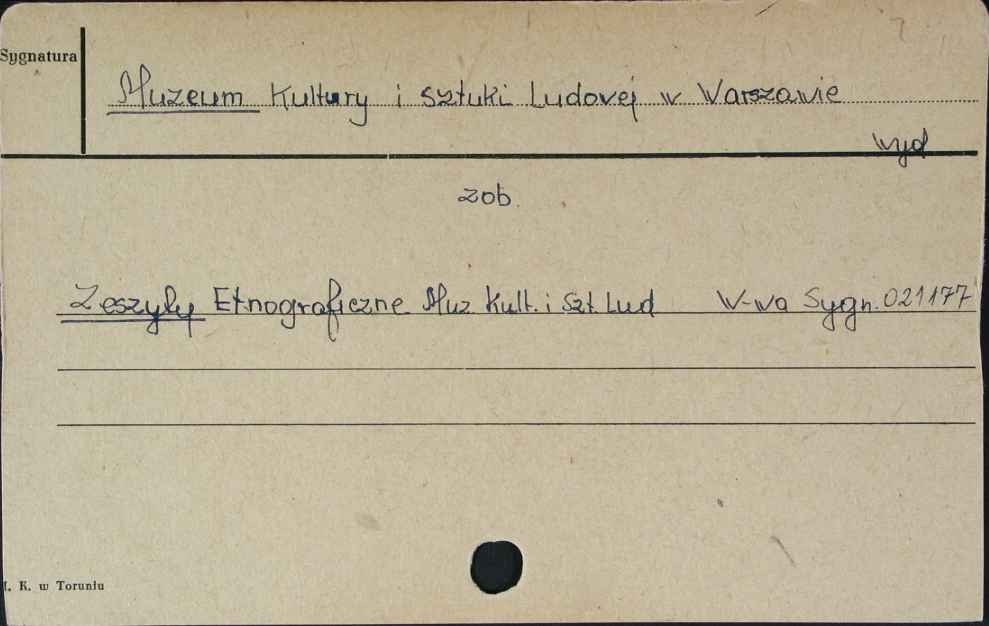 Sygnatura
Muzeum Kultury i Sztuki Ludowej w Warszawie
wyd
zob.
Zeszyty Etnograficzne Muz Kult. i Szt. Lud W-wa Sygn. 021177
K. w Toruniu